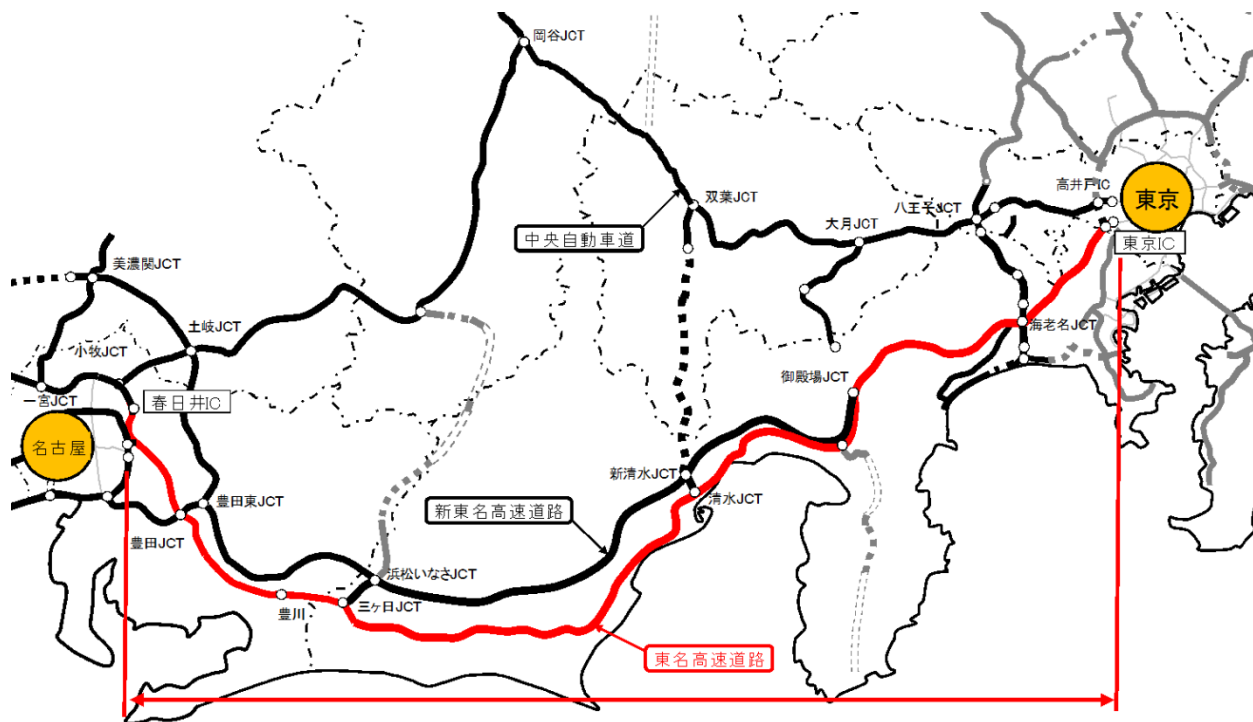 岡谷JCT
双葉JCT
中央自動車道
大月JCT
八王子JCT
高井戸IC
東京
東京IC
美濃関JCT
土岐JCT
小牧JCT
一宮JCT
春日井IC
名古屋
海老名JCT
御殿場JCT
新清水JCT
清水JCT
新東名高速道路
豊田東JCT
豊田JCT
浜松いなさJCT
三ヶ日JCT
豊川
東名高速道路